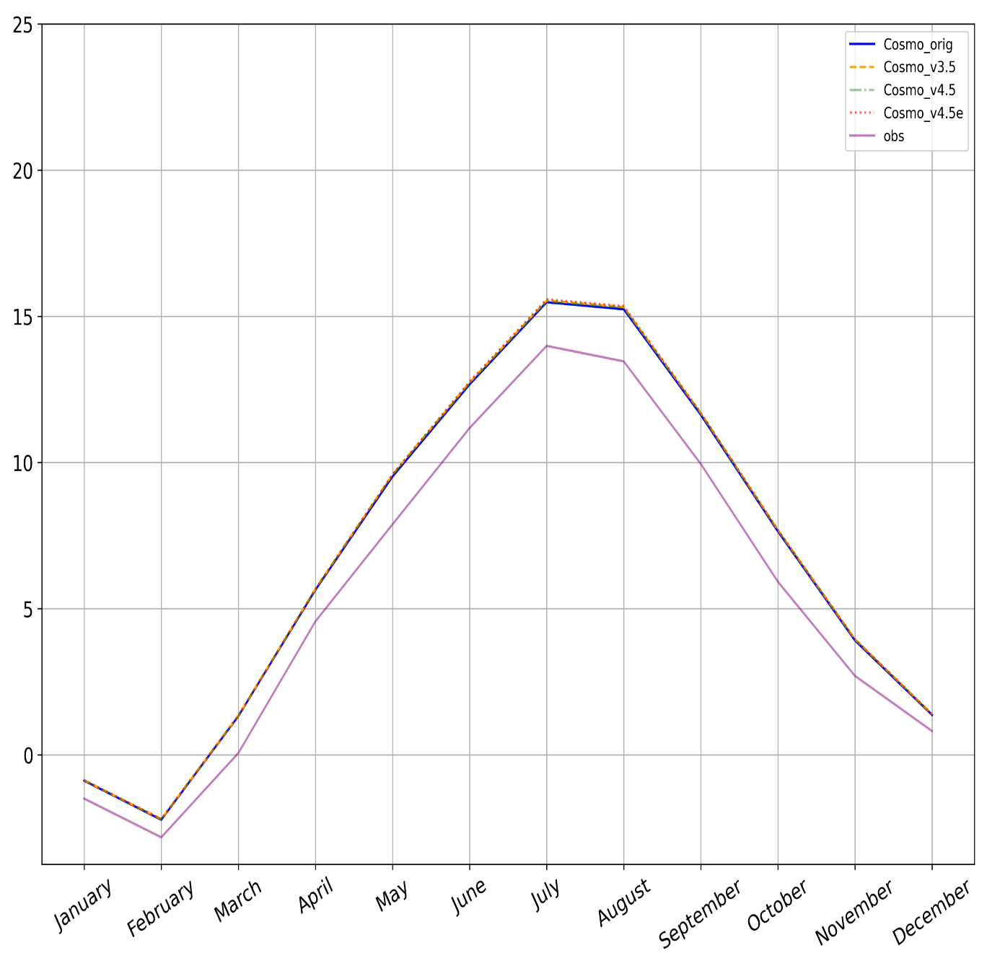 25
20
15
10
5
0
Cosmo_orig
Cosmo_v3.5
Cosmo_v4.5
Cosmo_v4.5e
obs
January
February
March
April
May
June
July
August
September
October
November
December